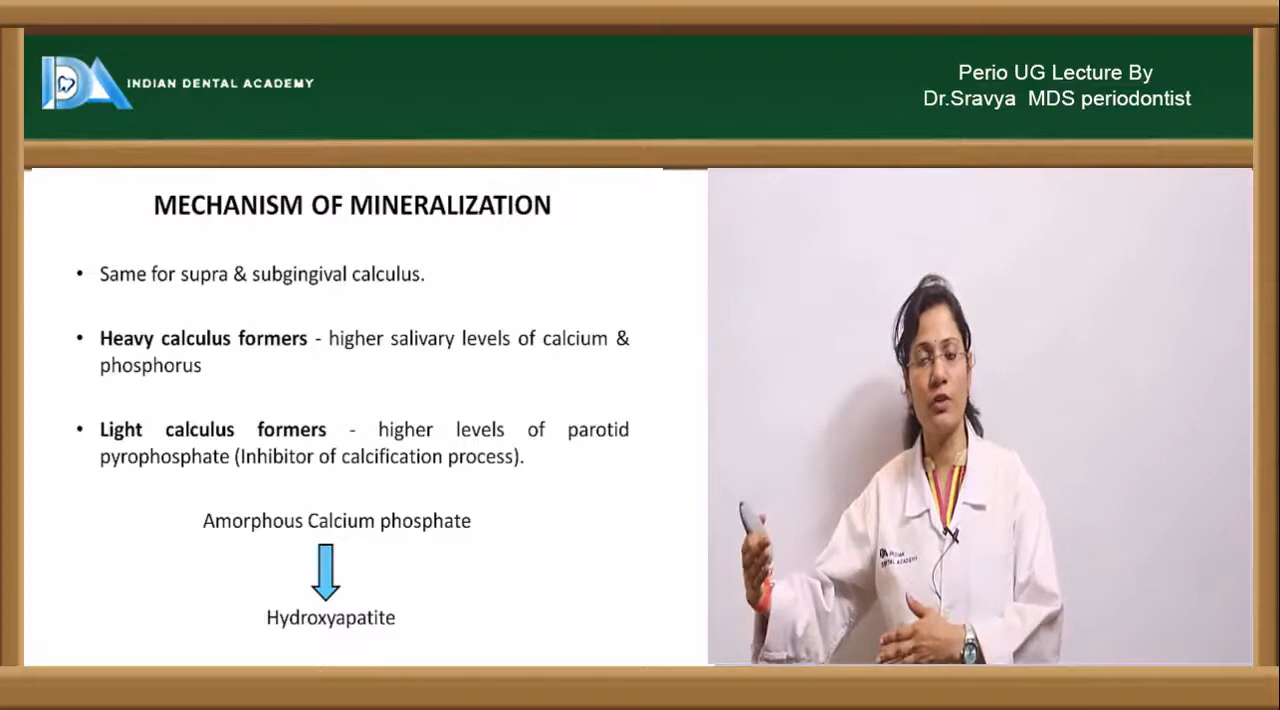 INDIAN DENTAL ACADEMY
Perio UG Lecture By
Dr.Sravya MDS periodontist
MECHANISM OF MINERALIZATION
• Same for supra & subgingival calculus.
• Heavy calculus formers - higher salivary levels of calcium &
phosphorus
• Light calculus formers - higher levels of parotid
pyrophosphate (Inhibitor of calcification process).
Amorphous Calcium phosphate
Hydroxyapatite
DENTAL ACADEMY